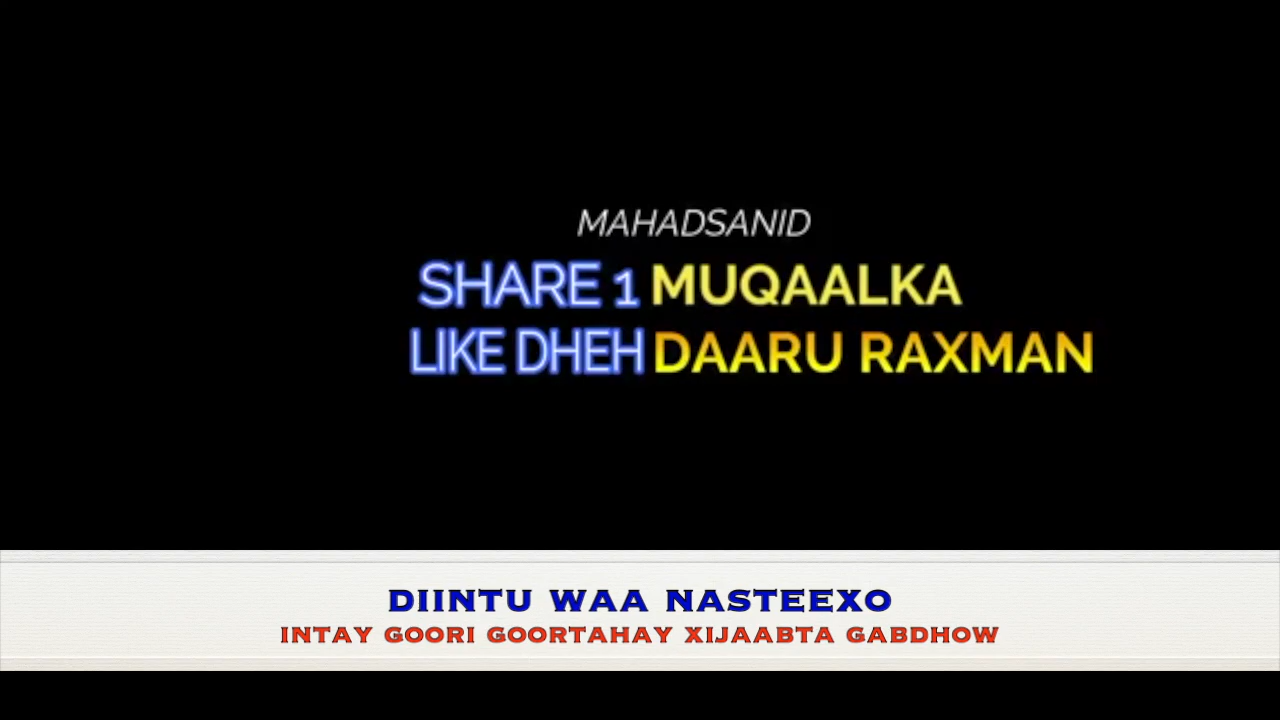 MAHADSANID
SHARE 1 MUQAALKA
LIKE DHEH DAARU RAXMAN
DIINTU WAA NASTEEXO
INTAY GOORI GOORTAHAY XIJAABTA GABDHOW